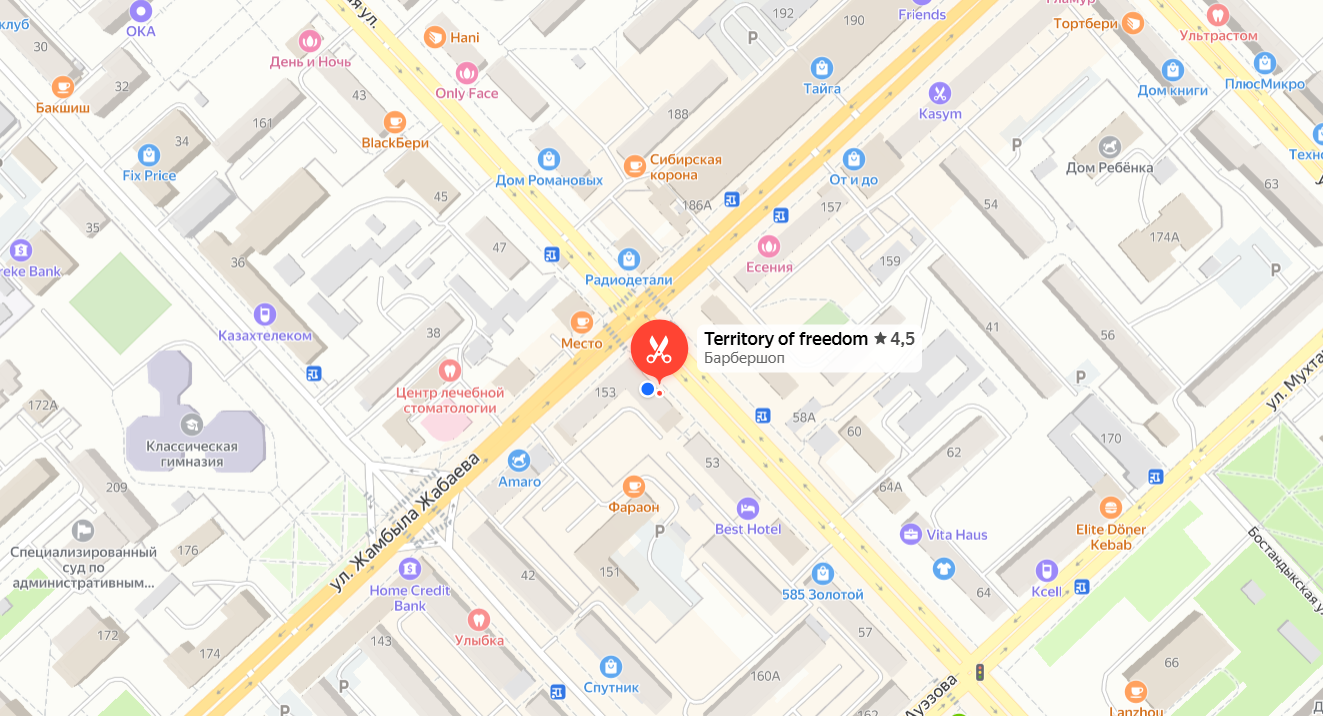 клуб
ОКА
30
Бакшиш
32
День и Ночь
161
43
Hani
Only Face
BlackБери
34
Fix Price
45
35
36
47
Дом Романовых
Сибирская
корона
188
186А
190
192
P
Friends
Тайга
Kasym
От и до
157
Есения
159
Гламур
Тортбери
Ультрастом
Дом книги
ПлюсМикро
P
Дом Ребёнка
54
63
174А
P
Радиодетали
Место
38
Казахтелеком
Центр лечебной
стоматологии
Territory of freedom ★ 4,5
Барбершоп
153
41
56
P
58А
60
62
64А
170
53
172А
Классическая
гимназия
209
Специализированный
суд по
административным...
176
172
174
ул. Жамбыла Жабаева
Amaro
Фараон
P
Best Hotel
Vita Haus
Elite Döner
Kebab
Kcell
64
42
151
585 Золотой
57
Home Credit
Bank
Улыбка
143
P
P
Спутник
160А
162
66
Lanzhou
Бостандыкская у
ул. Мухта
Ауэзова